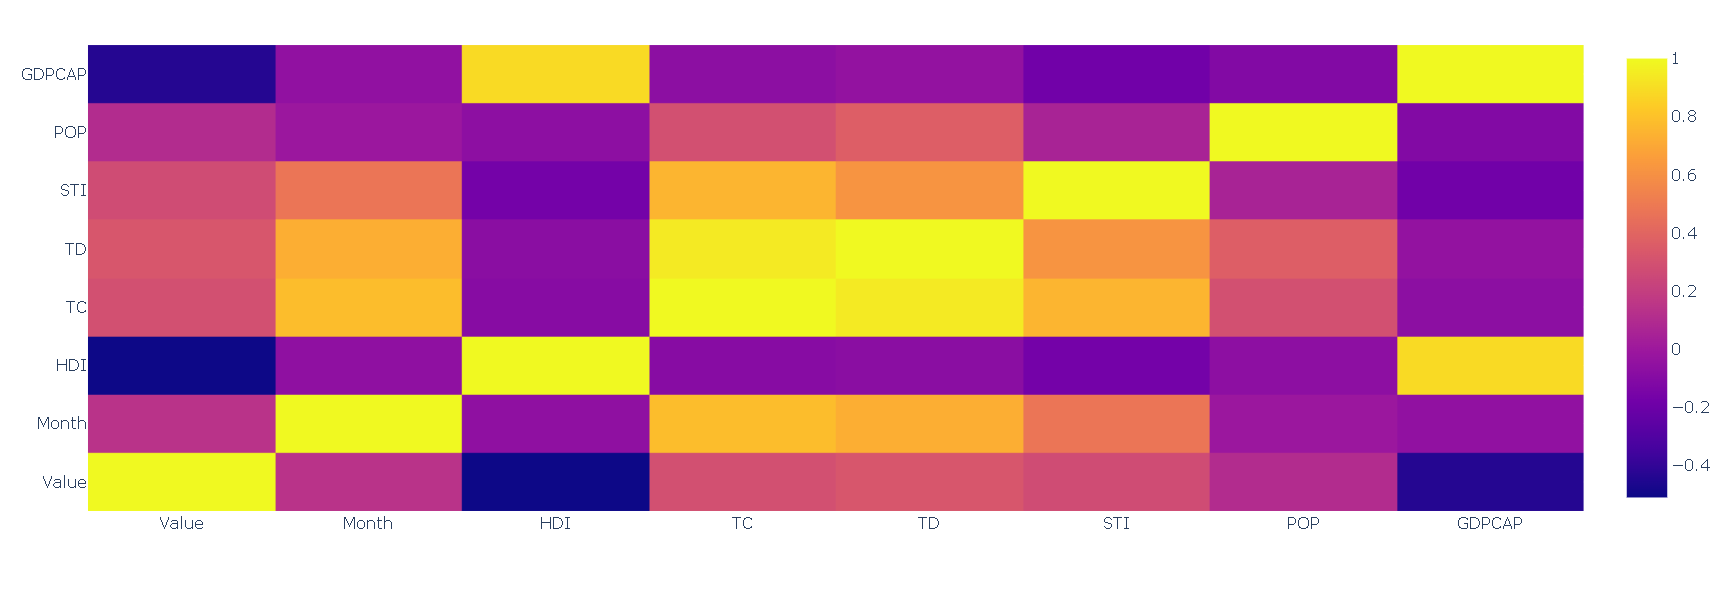 GDPCAP
POP
STI
TD
TC
HDI
Month
Value
Value Month HDI TC TD STI POP GDPCAP
1
0.8
0.6
0.4
0.2
0
−0.2
−0.4